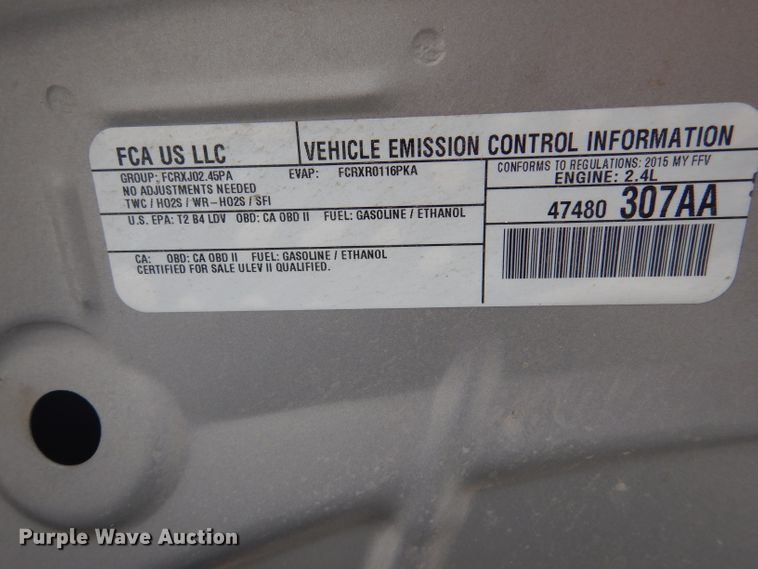 FCA US LLC
VEHICLE EMISSION CONTROL INFORMATION
GROUP: FCRXJ02.45PA EVAP: FCRXR0116PKA
NO ADJUSTMENTS NEEDED
TWC / HO2S / WR-HO2S / SFI
CONFORMS TO REGULATIONS: 2015 MY FFV
ENGINE: 2.4L
U.S. EPA: T2 B4 LDV OBD: CA OBD II FUEL: GASOLINE / ETHANOL
47480 307AA
CA: OBD: CA OBD II FUEL: GASOLINE / ETHANOL
CERTIFIED FOR SALE ULEV II QUALIFIED.
Purple Wave Auction